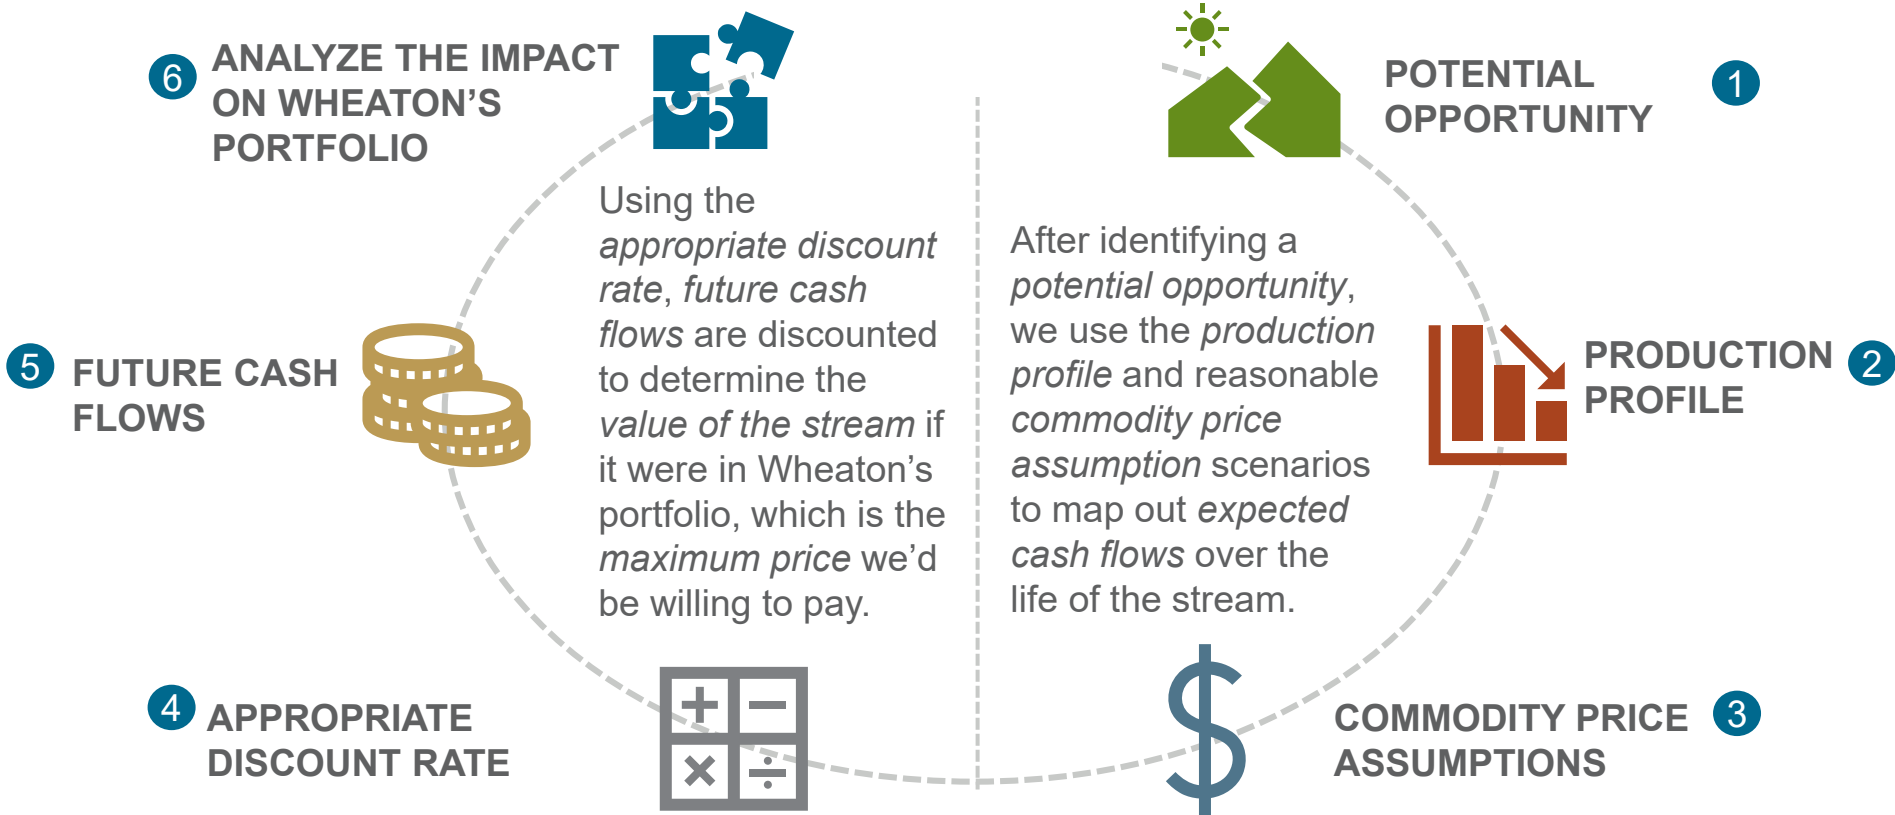 1
POTENTIAL
OPPORTUNITY
2
PRODUCTION
PROFILE
3
COMMODITY PRICE
ASSUMPTIONS
4
APPROPRIATE
DISCOUNT RATE
5
FUTURE CASH
FLOWS
6
ANALYZE THE IMPACT
ON WHEATON’S
PORTFOLIO
After identifying a
potential opportunity,
we use the production
profile and reasonable
commodity price
assumption scenarios
to map out expected
cash flows over the
life of the stream.
Using the
appropriate discount
rate, future cash
flows are discounted
to determine the
value of the stream if
it were in Wheaton’s
portfolio, which is the
maximum price we’d
be willing to pay.